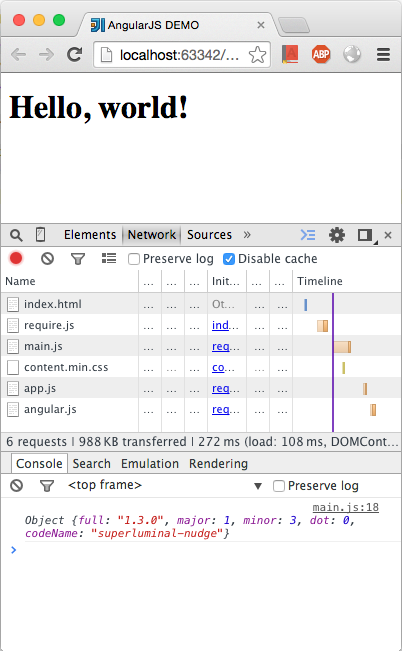 AngularJS DEMO
localhost:63342/...
ABP
Hello, world!
Elements Network Sources »
Preserve log Disable cache
Name ... ... ... Init... ... ... Timeline
index.html ... ... ... Ot... ... ...
require.js ... ... ... ind... ... ...
main.js ... ... ... req... ... ...
content.min.css ... ... ... co... ... ...
app.js ... ... ... req... ... ...
angular.js ... ... ... req... ... ...
6 requests | 988 KB transferred | 272 ms (load: 108 ms, DOMCont...
Console Search Emulation Rendering
<top frame> Preserve log
main.js:18
Object {full: "1.3.0", major: 1, minor: 3, dot: 0,
codeName: "superluminal-nudge"}